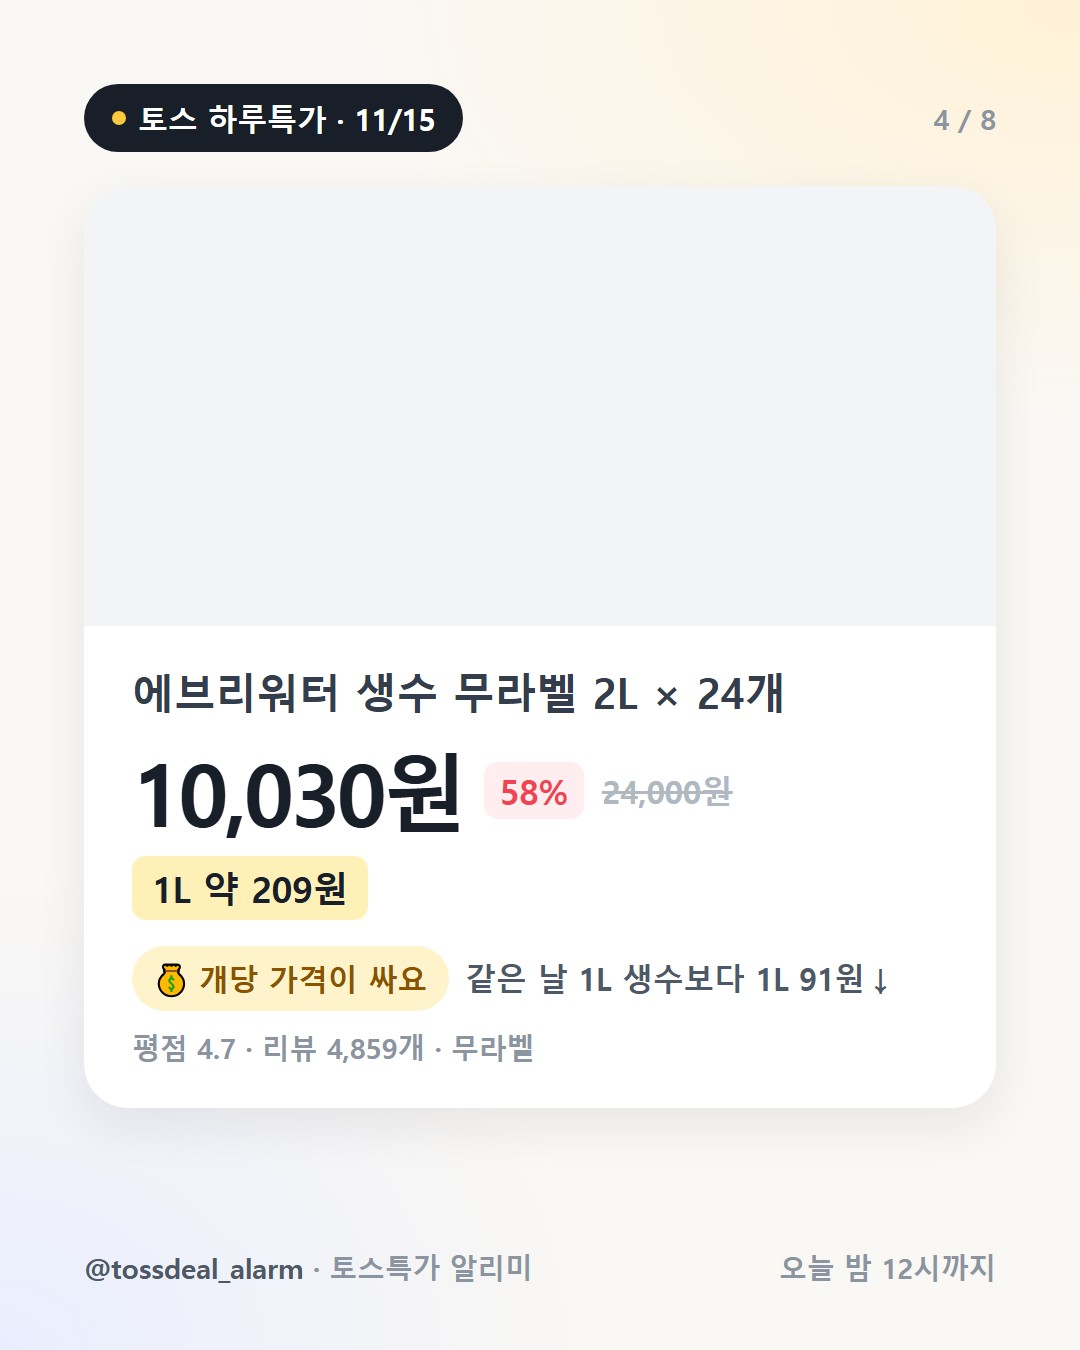 토스 하루특가 · 11/15
4 / 8
에브리워터 생수 무라벨 2L × 24개
10,030원 58% 24,000원
1L 약 209원
개당 가격이 싸요 같은 날 1L 생수보다 1L 91원↓
평점 4.7 · 리뷰 4,859개 · 무라벨
@tossdeal_alarm · 토스특가 알리미
오늘 밤 12시까지